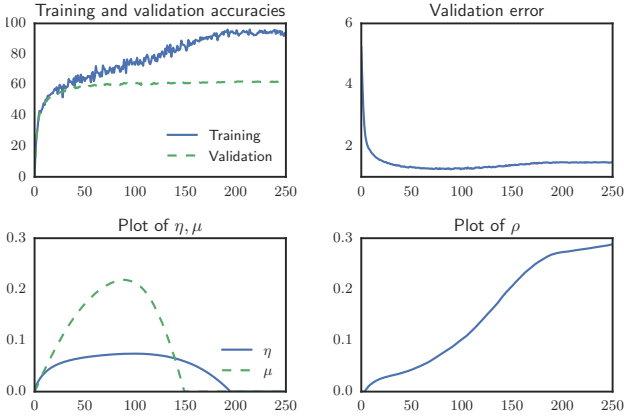 Training and validation accuracies
100
80
60
40
20
0
0 50 100 150 200 250
Training
Validation
Validation error
6
4
2
0 50 100 150 200 250
Plot of η, μ
0.3
0.2
0.1
0.0
0 50 100 150 200 250
η
μ
Plot of ρ
0.3
0.2
0.1
0.0
0 50 100 150 200 250